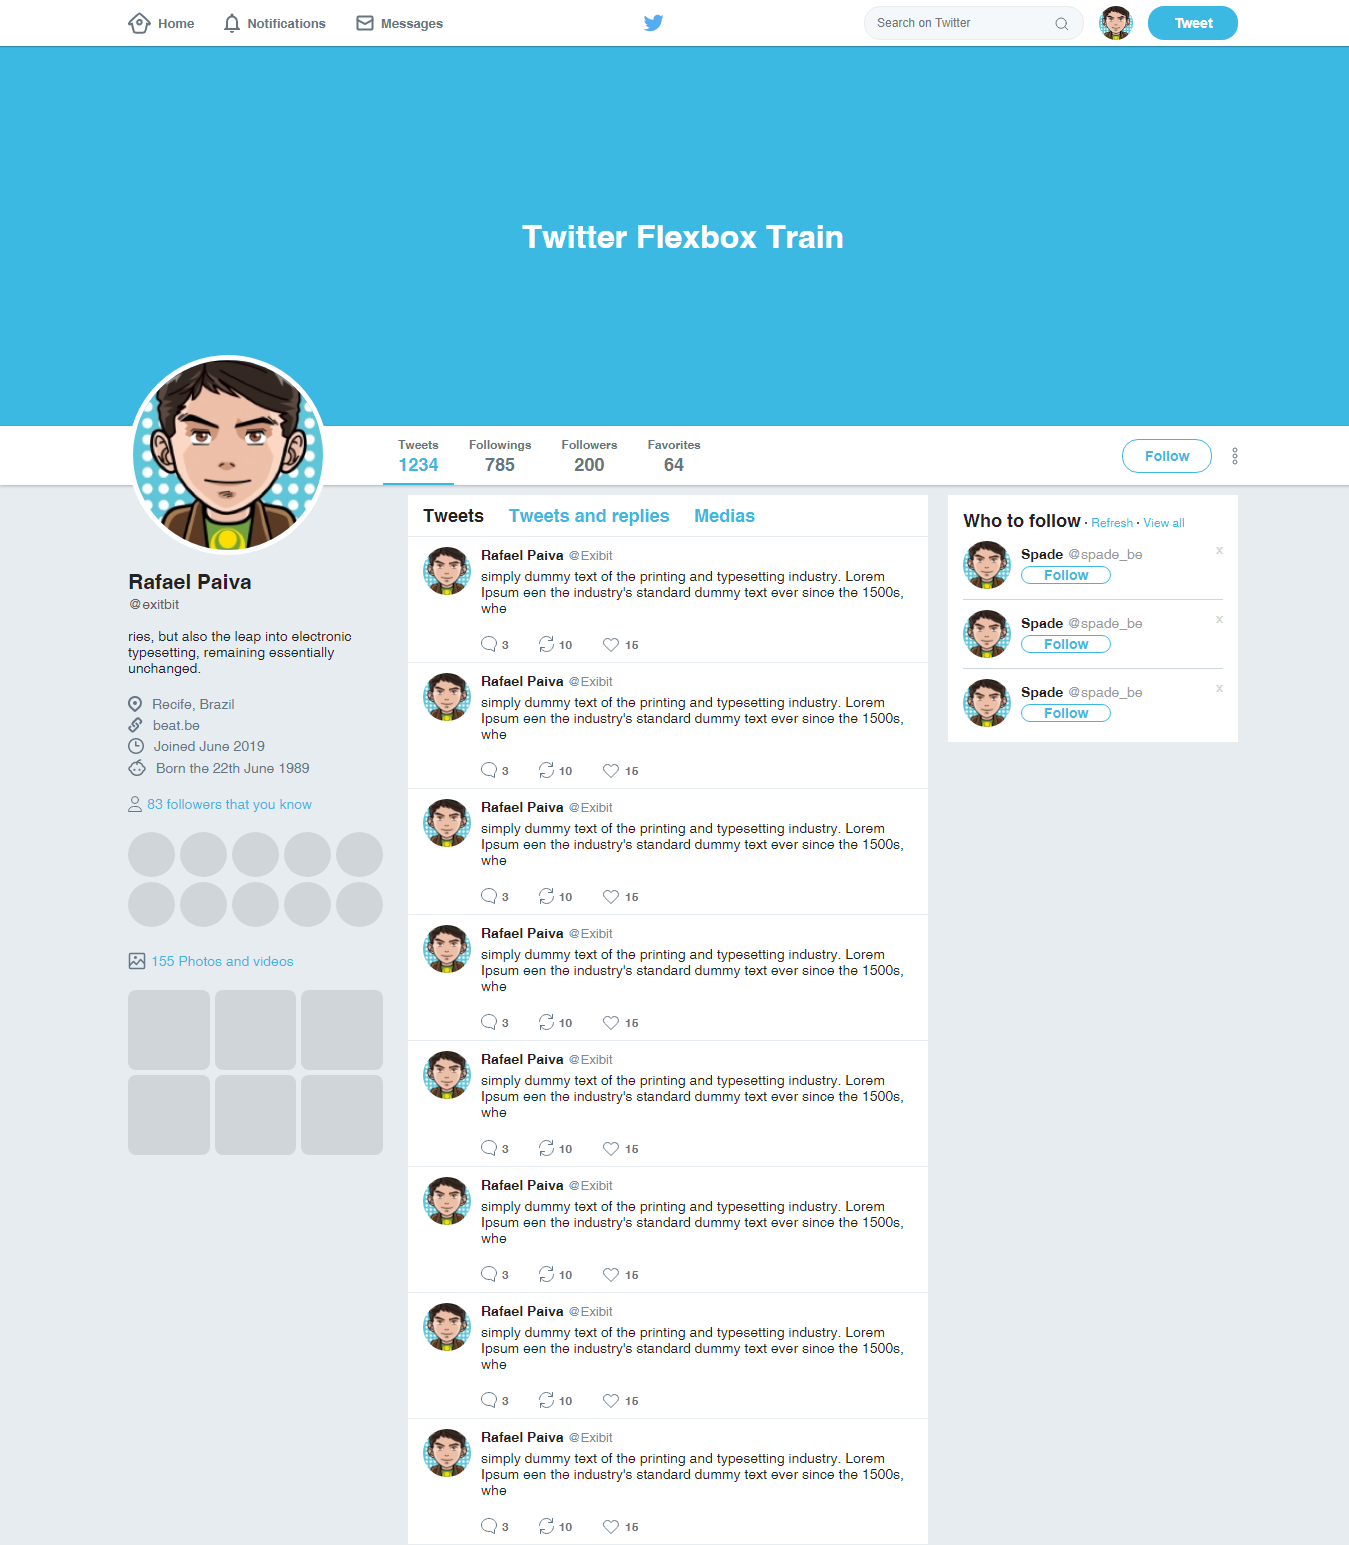 Home Notifications Messages Search on Twitter Tweet
Twitter Flexbox Train
Tweets Followings Followers Favorites
1234 785 200 64
Follow
Rafael Paiva
@exitbit
ries, but also the leap into electronic
typesetting, remaining essentially
unchanged.
Recife, Brazil
beat.be
Joined June 2019
Born the 22th June 1989
83 followers that you know
155 Photos and videos
Tweets Tweets and replies Medias
Rafael Paiva @Exibit
simply dummy text of the printing and typesetting industry. Lorem
Ipsum een the industry's standard dummy text ever since the 1500s,
whe
3 10 15
Rafael Paiva @Exibit
simply dummy text of the printing and typesetting industry. Lorem
Ipsum een the industry's standard dummy text ever since the 1500s,
whe
3 10 15
Rafael Paiva @Exibit
simply dummy text of the printing and typesetting industry. Lorem
Ipsum een the industry's standard dummy text ever since the 1500s,
whe
3 10 15
Rafael Paiva @Exibit
simply dummy text of the printing and typesetting industry. Lorem
Ipsum een the industry's standard dummy text ever since the 1500s,
whe
3 10 15
Rafael Paiva @Exibit
simply dummy text of the printing and typesetting industry. Lorem
Ipsum een the industry's standard dummy text ever since the 1500s,
whe
3 10 15
Rafael Paiva @Exibit
simply dummy text of the printing and typesetting industry. Lorem
Ipsum een the industry's standard dummy text ever since the 1500s,
whe
3 10 15
Rafael Paiva @Exibit
simply dummy text of the printing and typesetting industry. Lorem
Ipsum een the industry's standard dummy text ever since the 1500s,
whe
3 10 15
Rafael Paiva @Exibit
simply dummy text of the printing and typesetting industry. Lorem
Ipsum een the industry's standard dummy text ever since the 1500s,
whe
3 10 15
Who to follow · Refresh · View all
Spade @spade_be x
Follow
Spade @spade_be x
Follow
Spade @spade_be x
Follow